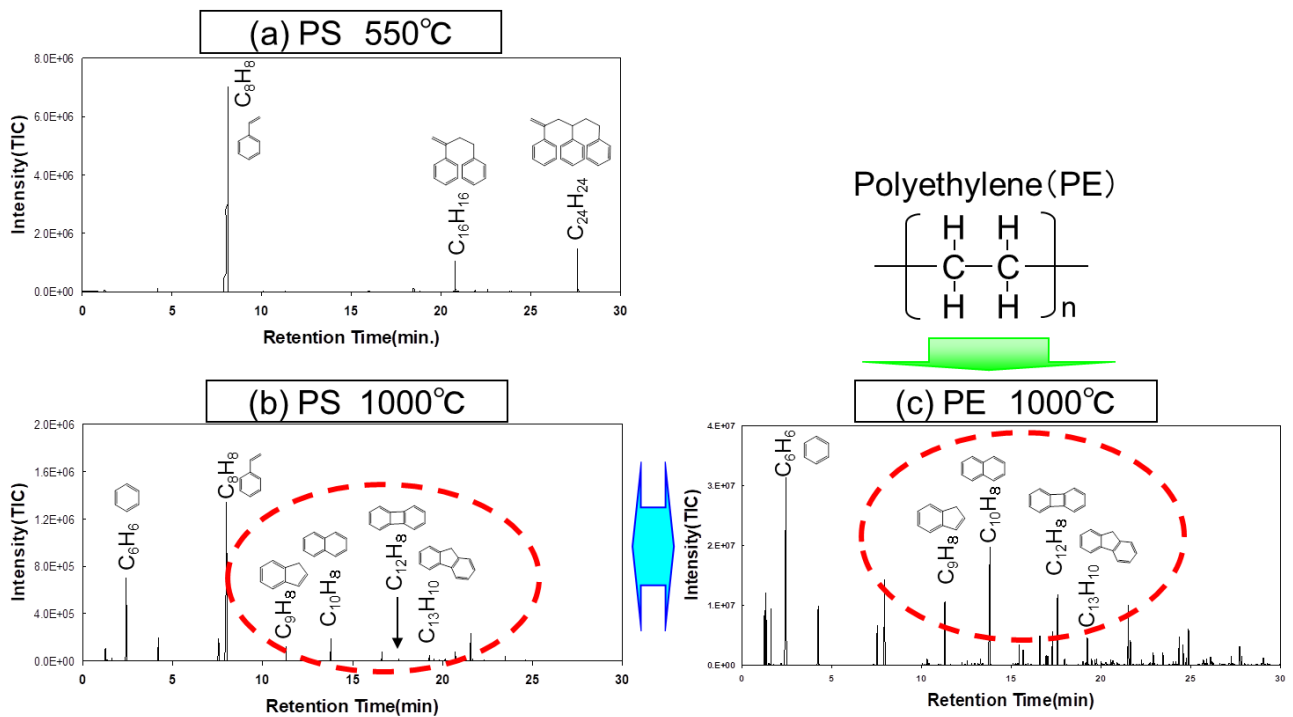 (a) PS 550℃
8.0E+06
6.0E+06
4.0E+06
2.0E+06
0.0E+00
Intensity(TIC)
C₈H₈
C₁₆H₁₆
C₂₄H₂₄
0 5 10 15 20 25 30
Retention Time(min.)
Polyethylene(PE)
H H
C C
H H
n
(b) PS 1000℃
2.0E+06
1.6E+06
1.2E+06
8.0E+05
4.0E+05
0.0E+00
Intensity(TIC)
C₆H₆
C₈H₈
C₉H₈
C₁₀H₈
C₁₂H₈
C₁₃H₁₀
0 5 10 15 20 25 30
Retention Time(min)
(c) PE 1000℃
4.E+07
3.E+07
2.E+07
1.E+07
0.E+00
Intensity(TIC)
C₆H₆
C₉H₈
C₁₀H₈
C₁₂H₈
C₁₃H₁₀
0 5 10 15 20 25 30
Retention Time(min)